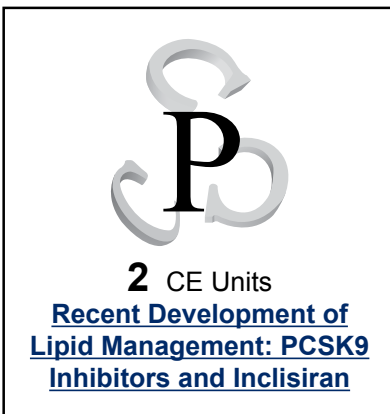 P
2 CE Units
Recent Development of
Lipid Management: PCSK9
Inhibitors and Inclisiran